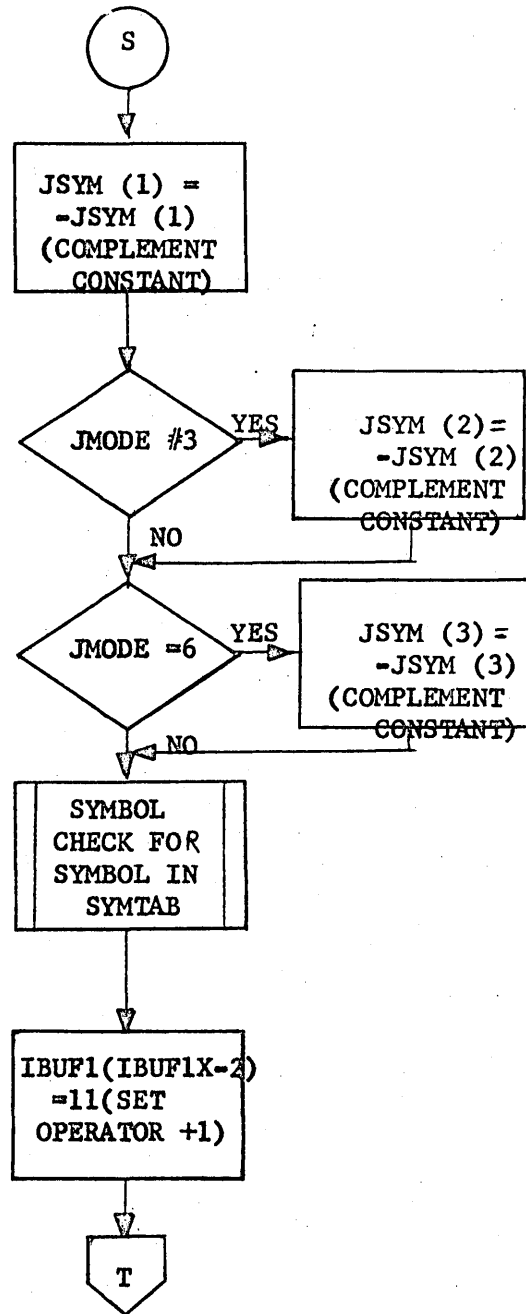 S
JSYM (1) =
-JSYM (1)
(COMPLEMENT
CONSTANT)
JMODE #3
YES
JSYM (2)=
-JSYM (2)
(COMPLEMENT
CONSTANT)
NO
JMODE =6
YES
JSYM (3)=
-JSYM (3)
(COMPLEMENT
CONSTANT)
NO
SYMBOL
CHECK FOR
SYMBOL IN
SYMTAB
IBUF1(IBUF1X-2)
=11(SET
OPERATOR +1)
T